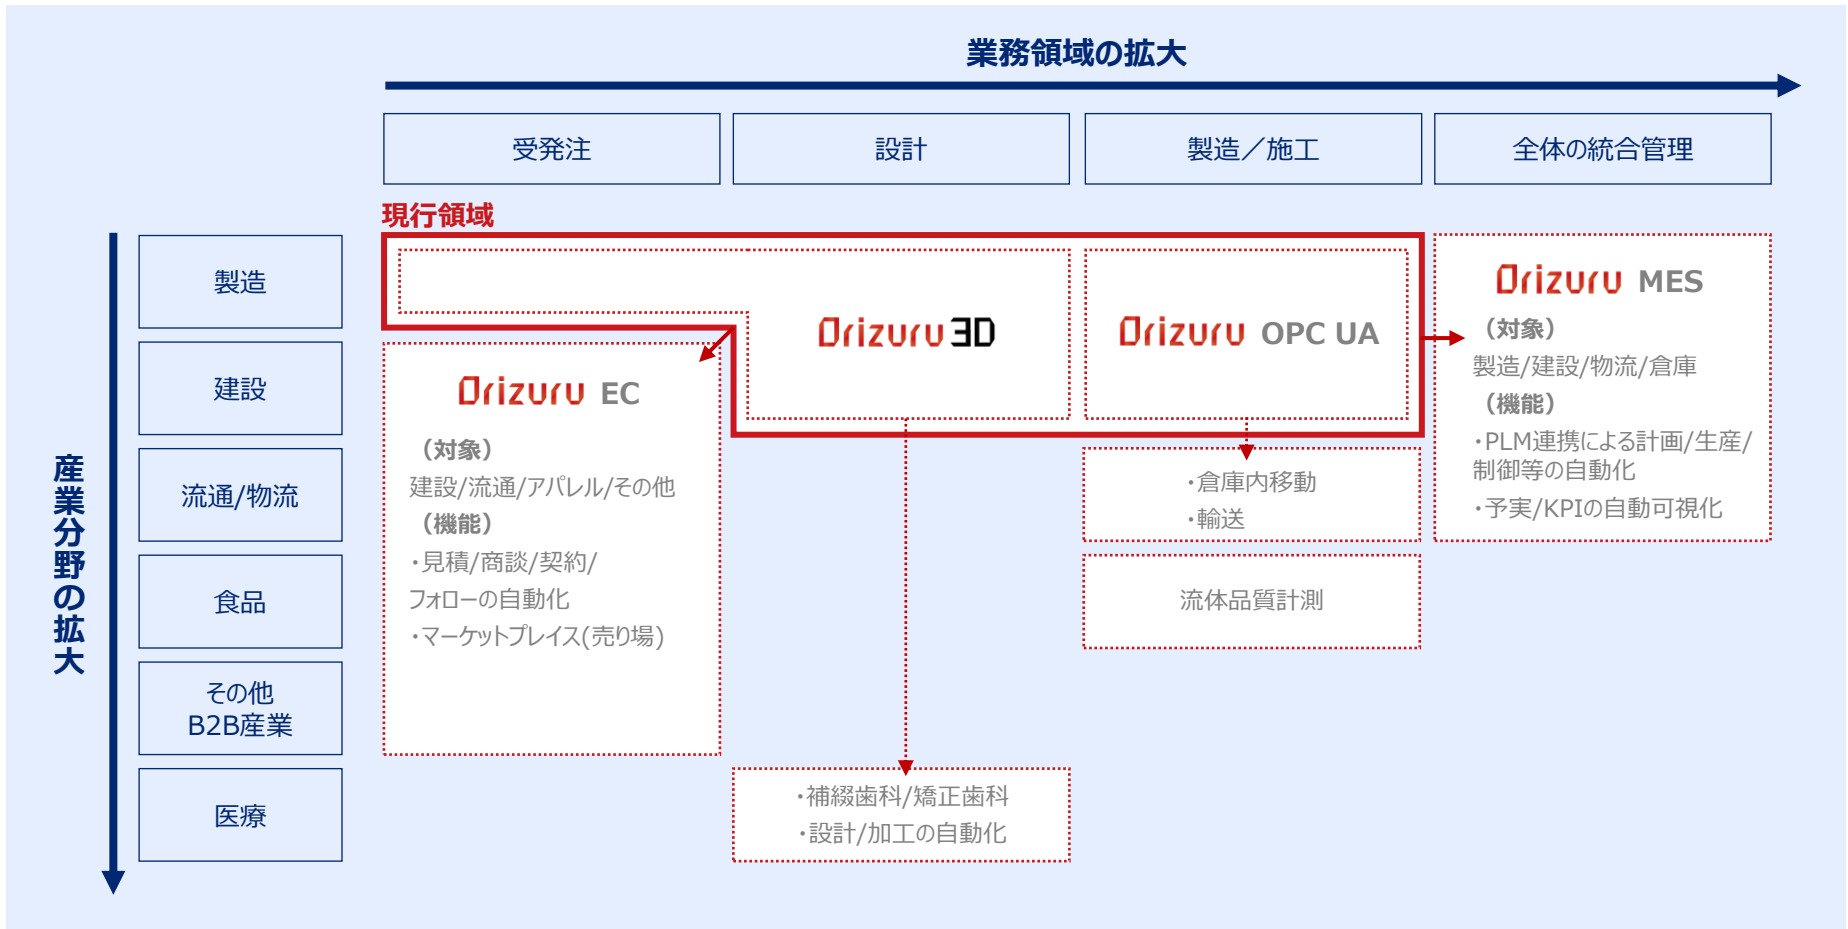 業務領域の拡大
受発注
設計
製造／施工
全体の統合管理
現行領域
産業分野の拡大
製造
建設
流通/物流
食品
その他
B2B産業
医療
Orizuru 3D
Orizuru OPC UA
Orizuru MES
（対象）
製造/建設/物流/倉庫
（機能）
・PLM連携による計画/生産/
制御等の自動化
・予実/KPIの自動可視化
Orizuru EC
（対象）
建設/流通/アパレル/その他
（機能）
・見積/商談/契約/
フォローの自動化
・マーケットプレイス(売り場)
・倉庫内移動
・輸送
流体品質計測
・補綴歯科/矯正歯科
・設計/加工の自動化